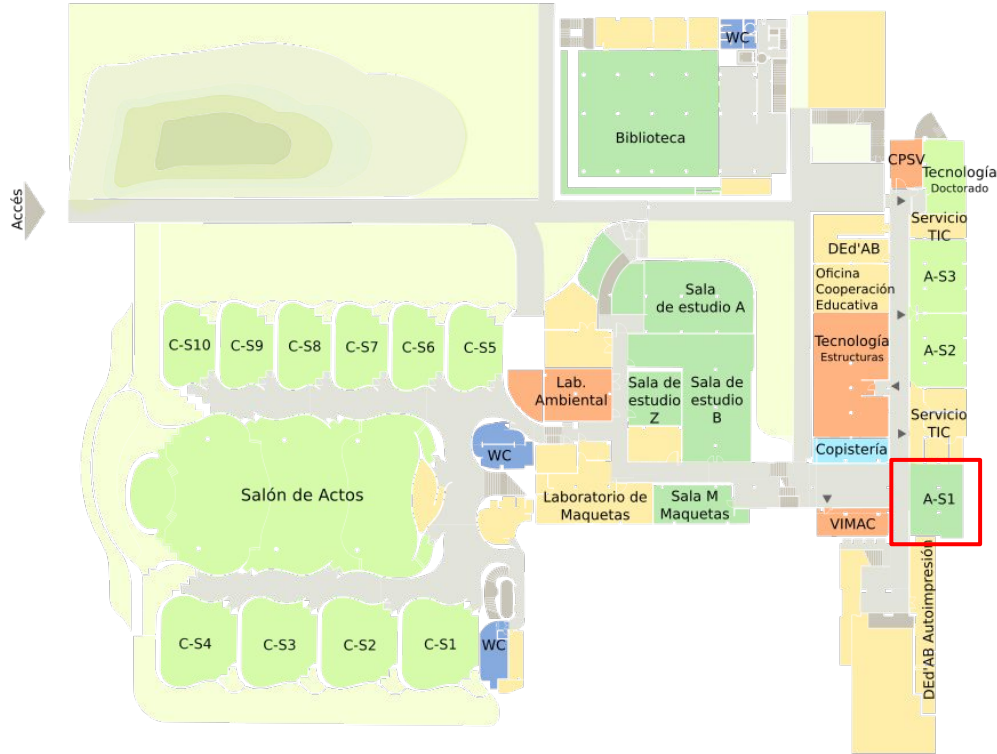 WC
Biblioteca
CPSV
Tecnología
Doctorado
Accés
Servicio
TIC
DEd'AB
Oficina
Cooperación
Educativa
A-S3
Sala
de estudio A
C-S10
C-S9
C-S8
C-S7
C-S6
C-S5
Tecnología
Estructuras
A-S2
Lab.
Ambiental
Sala de
estudio
Z
Sala de
estudio
B
Servicio
TIC
WC
Copistería
Salón de Actos
Laboratorio de
Maquetas
Sala M
Maquetas
A-S1
VIMAC
DEd'AB Autoimpresión
C-S4
C-S3
C-S2
C-S1
WC